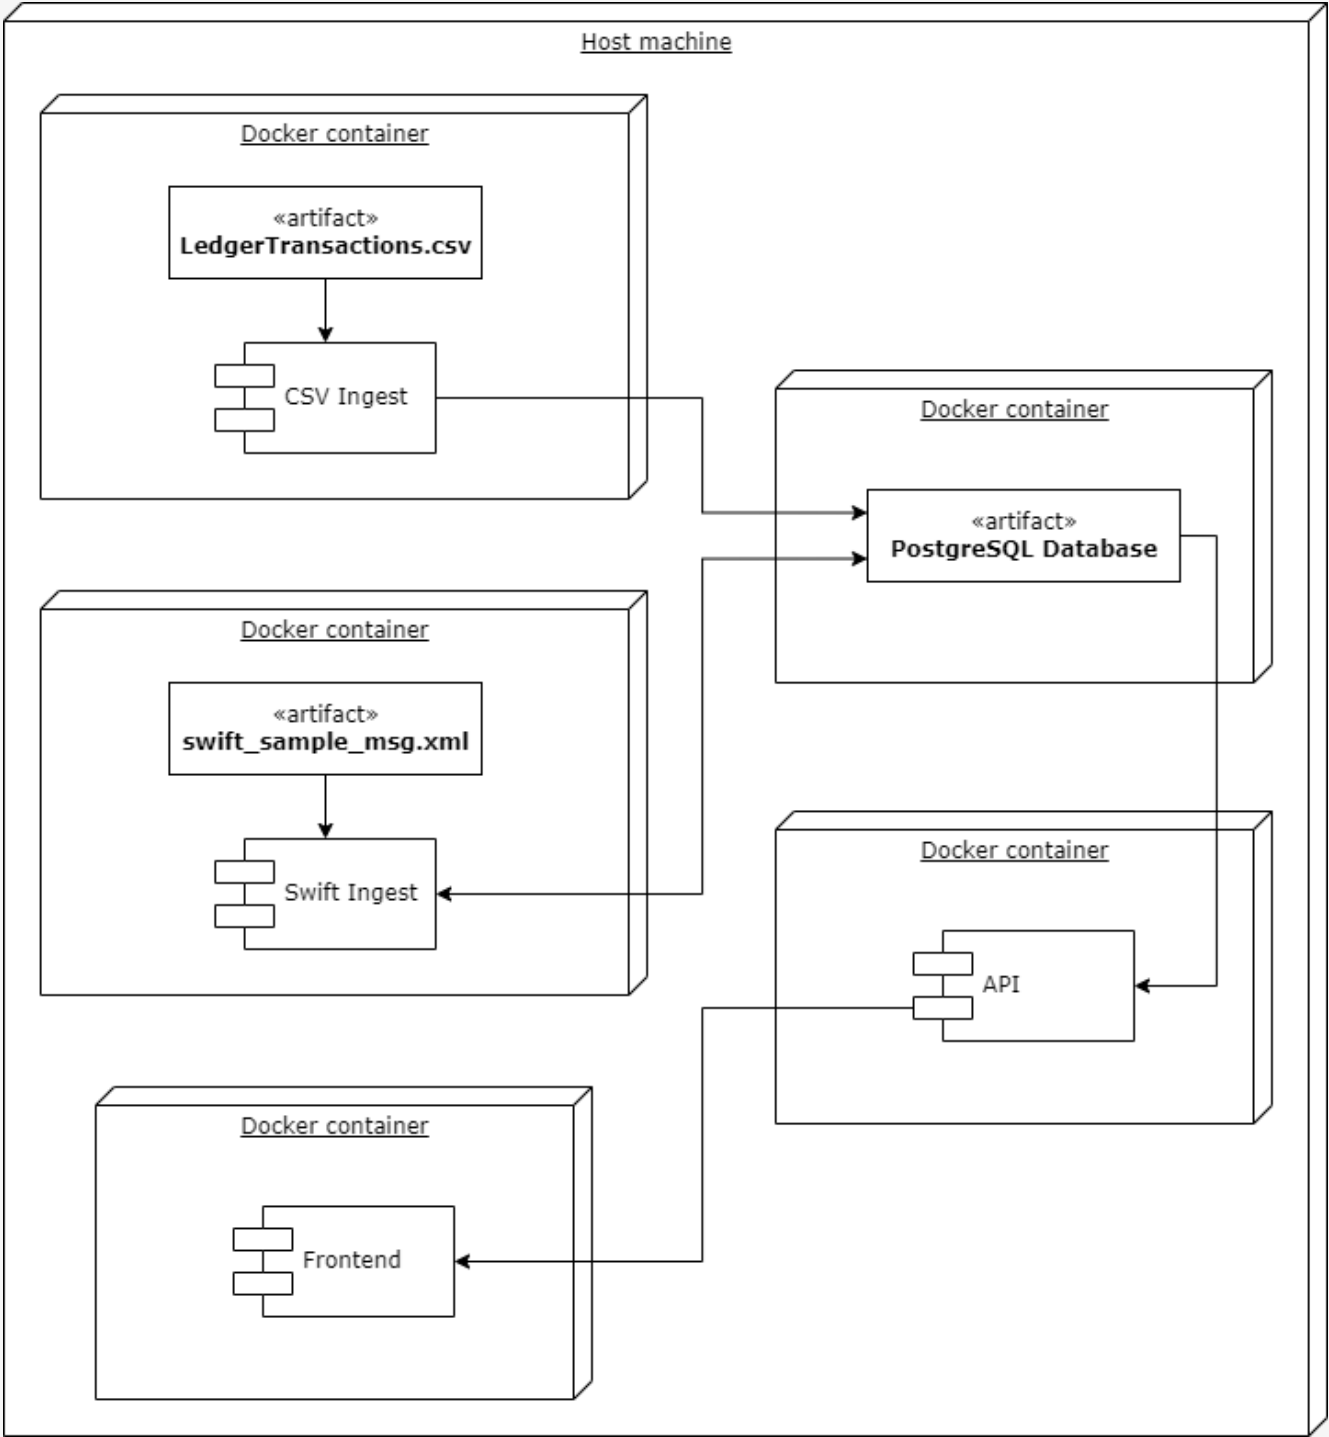 Host machine
Docker container
«artifact»
LedgerTransactions.csv
CSV Ingest
Docker container
«artifact»
PostgreSQL Database
Docker container
«artifact»
swift_sample_msg.xml
Swift Ingest
Docker container
API
Docker container
Frontend